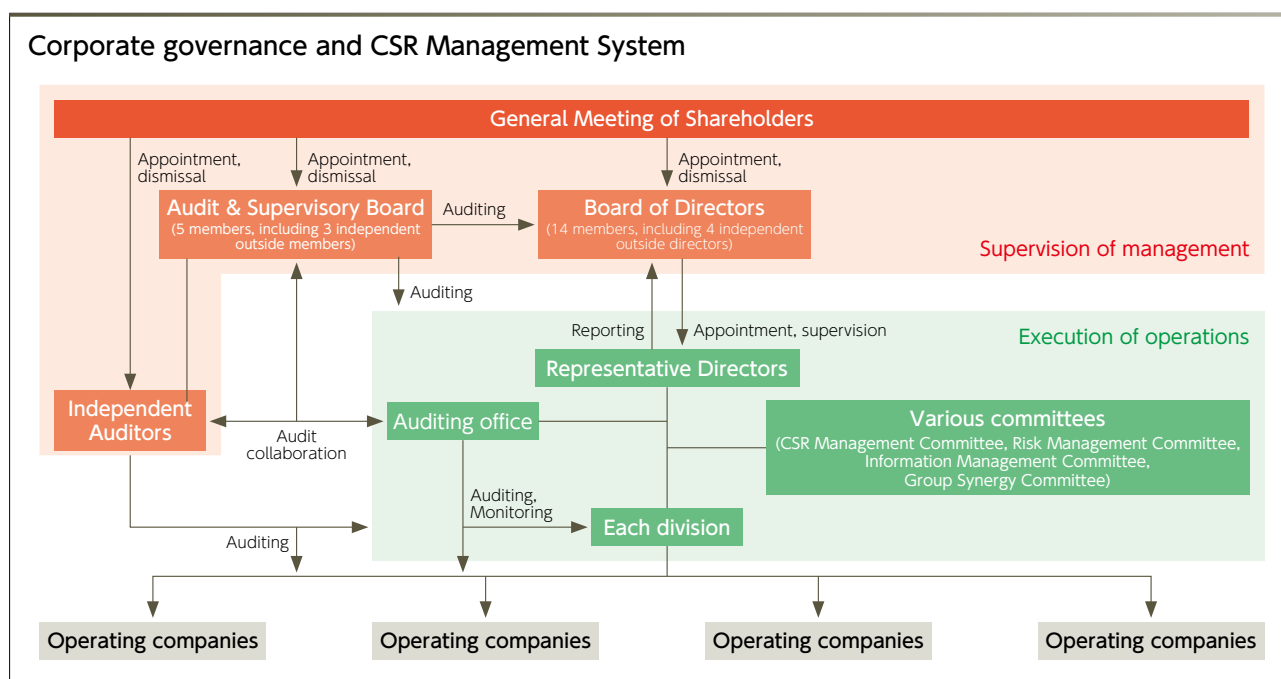 Corporate governance and CSR Management System
General Meeting of Shareholders
Appointment,
dismissal
Appointment,
dismissal
Appointment,
dismissal
Audit & Supervisory Board
(5 members, including 3 independent
outside members)
Auditing
Board of Directors
(14 members, including 4 independent
outside directors)
Supervision of management
Auditing
Reporting
Appointment, supervision
Execution of operations
Representative Directors
Independent
Auditors
Audit
collaboration
Auditing office
Various committees
(CSR Management Committee, Risk Management Committee,
Information Management Committee,
Group Synergy Committee)
Auditing,
Monitoring
Each division
Auditing
Operating companies
Operating companies
Operating companies
Operating companies